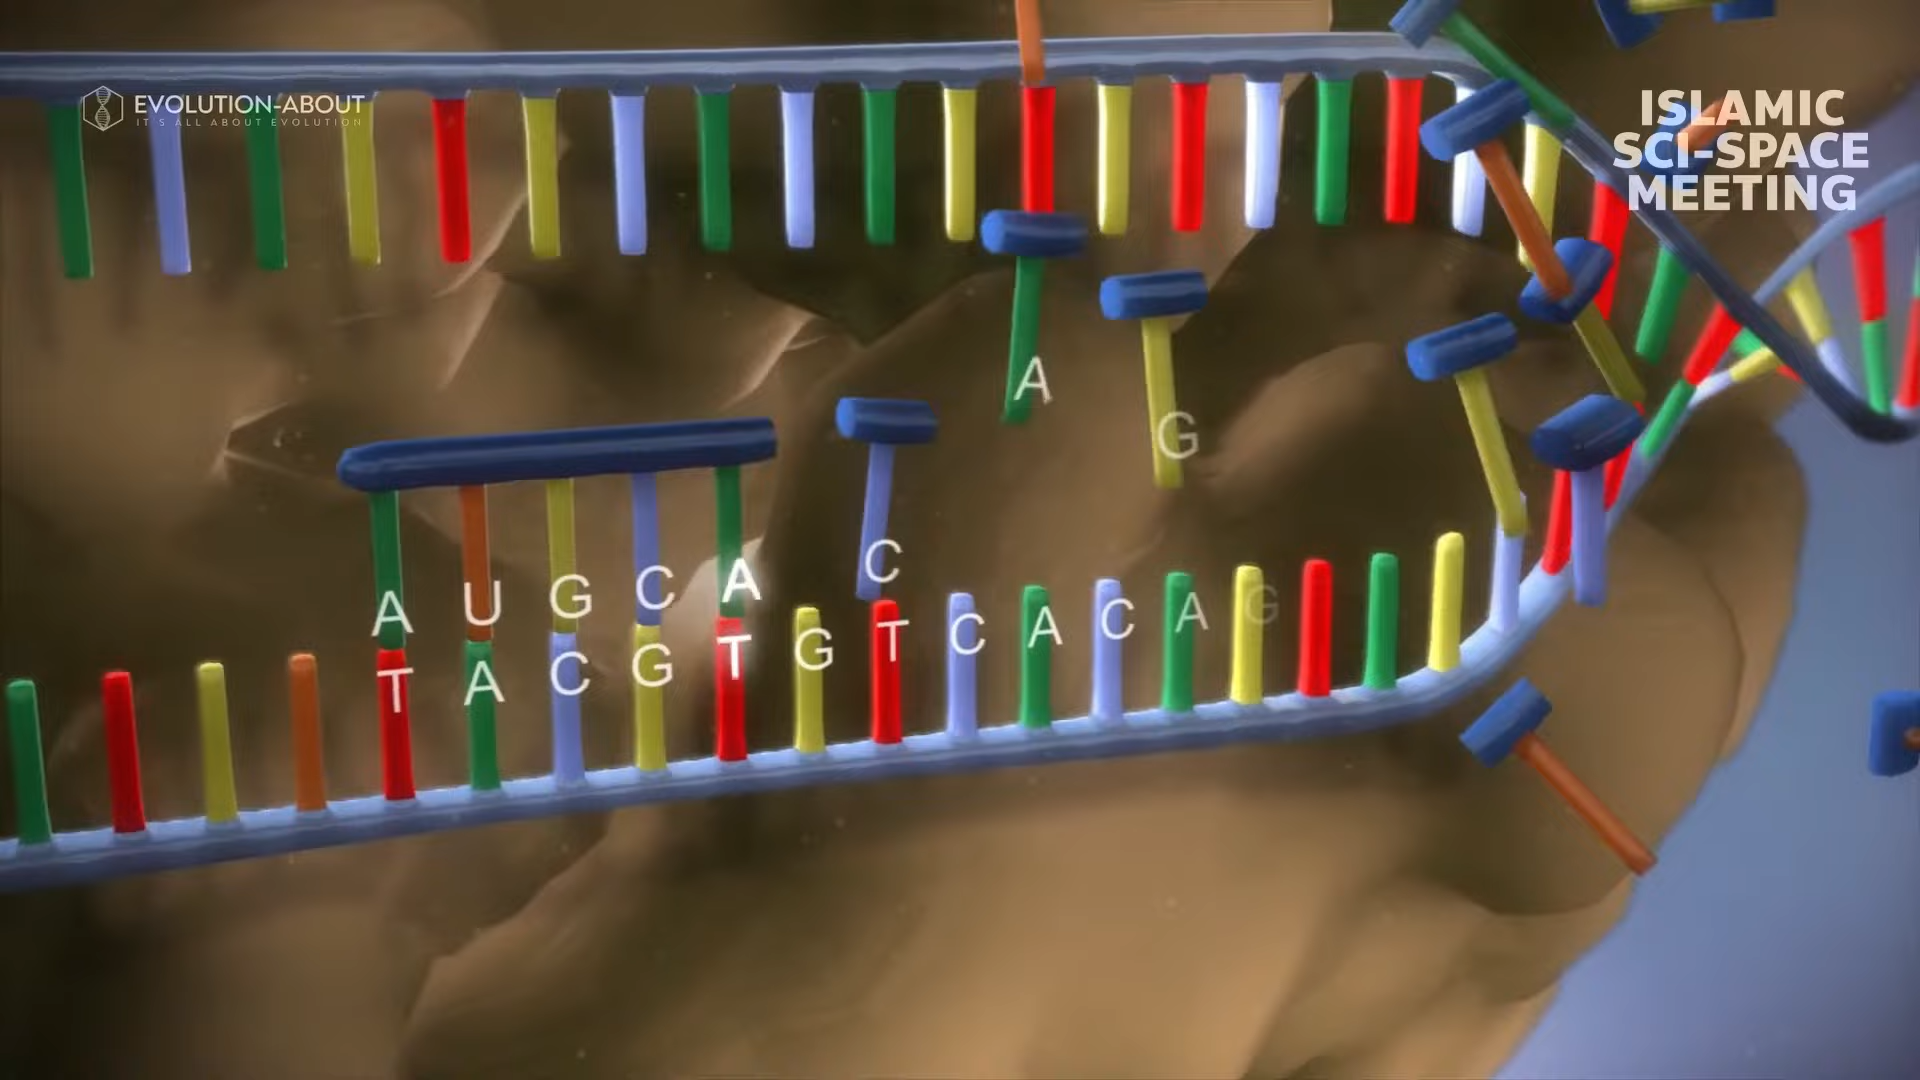 EVOLUTION-ABOUT
IT'S ALL ABOUT EVOLUTION
ISLAMIC
SCI-SPACE
MEETING
A
G
A U G C A C
T A C G T G T C A C A G